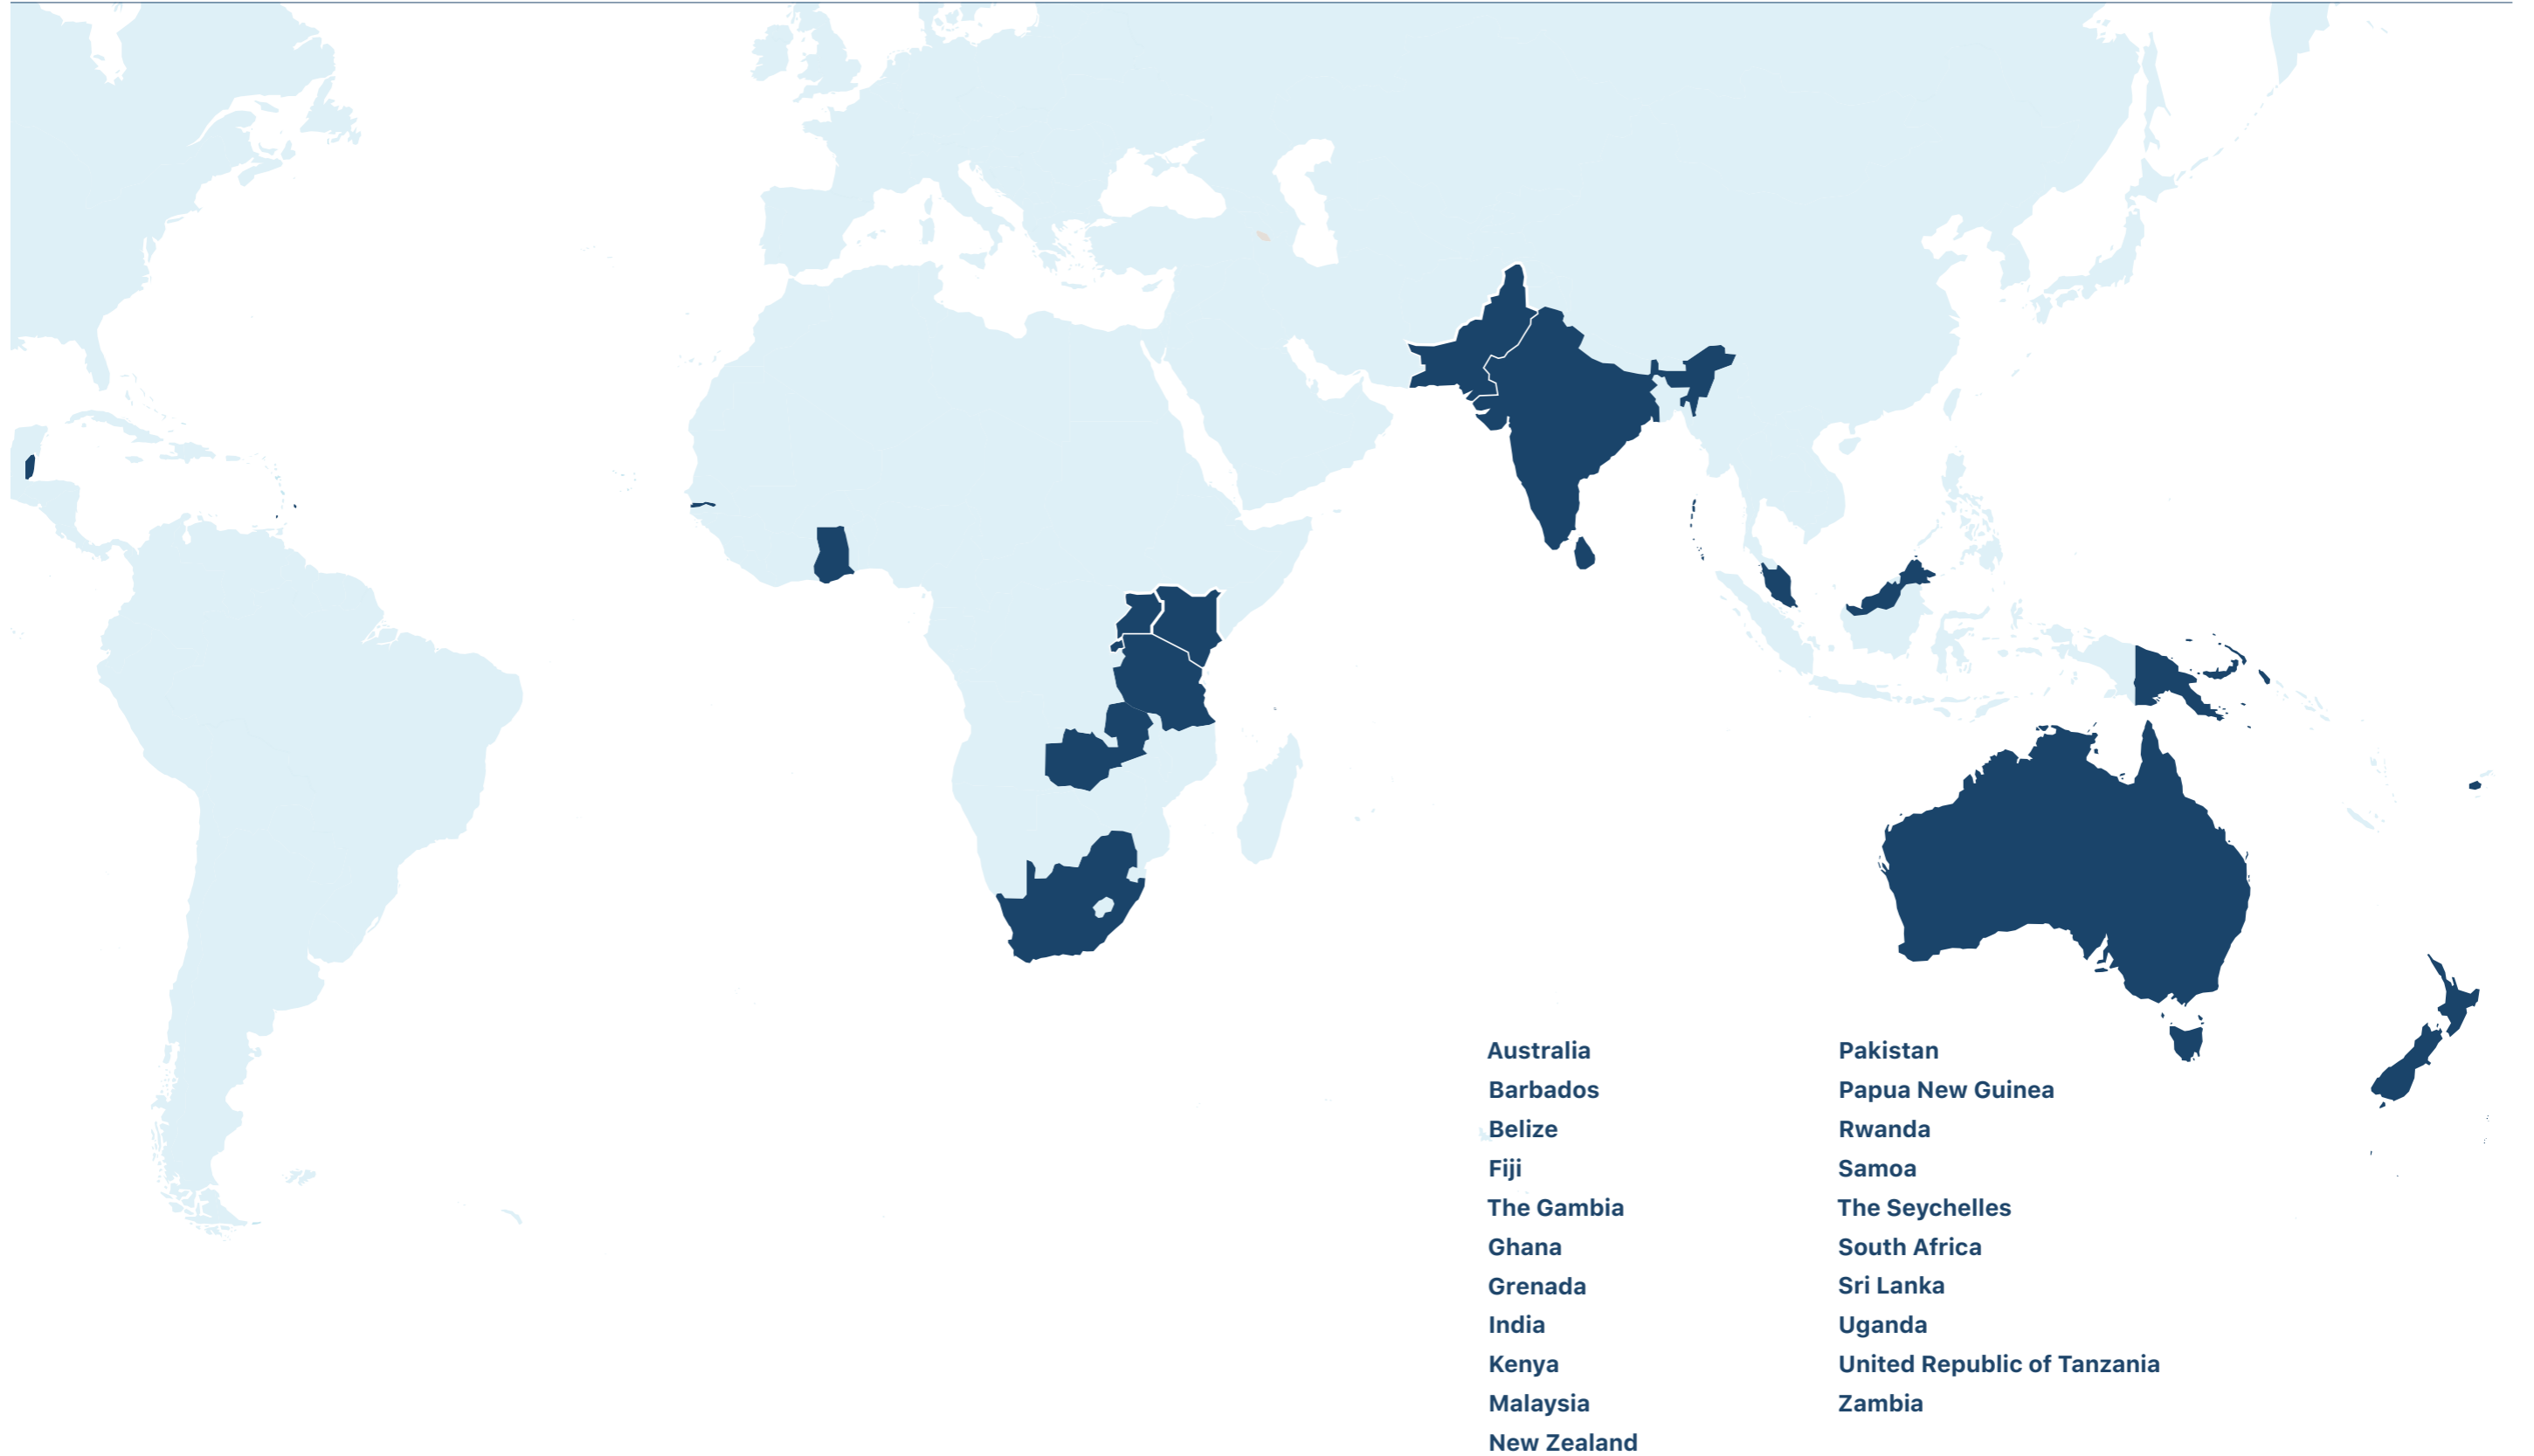 Australia
Barbados
Belize
Fiji
The Gambia
Ghana
Grenada
India
Kenya
Malaysia
New Zealand
Pakistan
Papua New Guinea
Rwanda
Samoa
The Seychelles
South Africa
Sri Lanka
Uganda
United Republic of Tanzania
Zambia